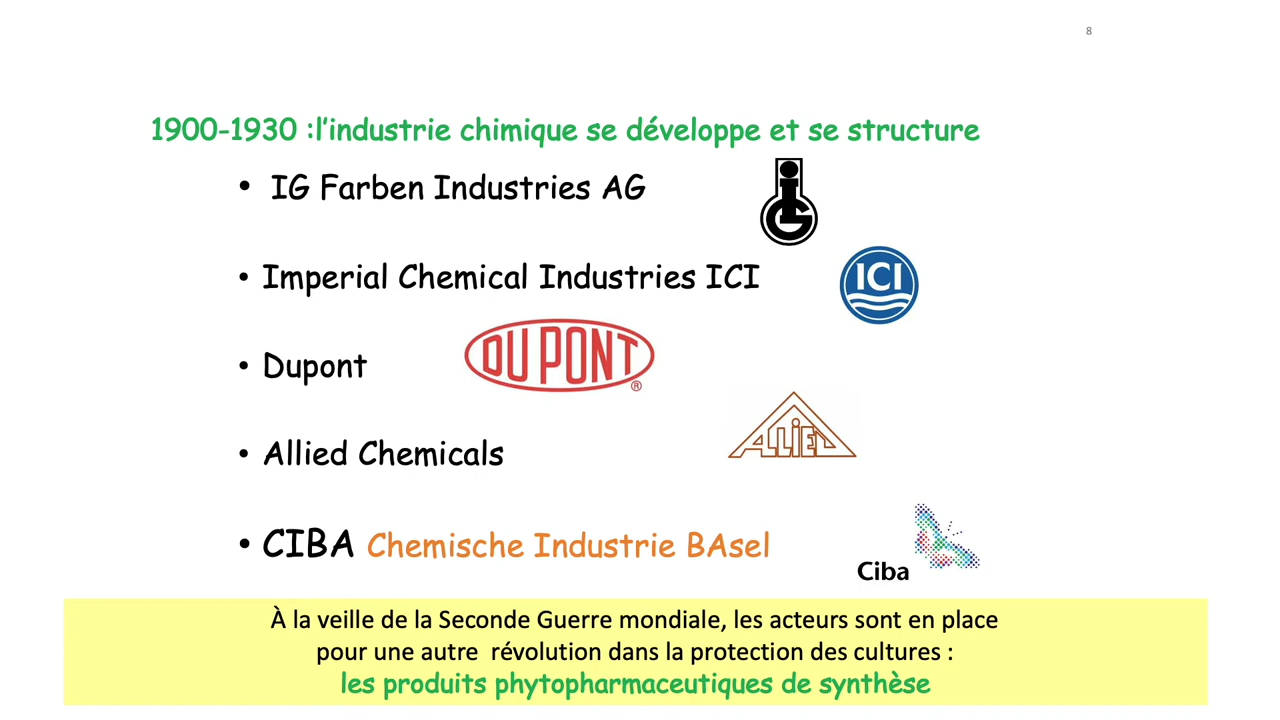 8
1900-1930 :l'industrie chimique se développe et se structure
• IG Farben Industries AG
iG
• Imperial Chemical Industries ICI
ICI
• Dupont
DU PONT
®
• Allied Chemicals
ALLiED
• CIBA Chemische Industrie BAsel
Ciba
À la veille de la Seconde Guerre mondiale, les acteurs sont en place
pour une autre révolution dans la protection des cultures :
les produits phytopharmaceutiques de synthèse